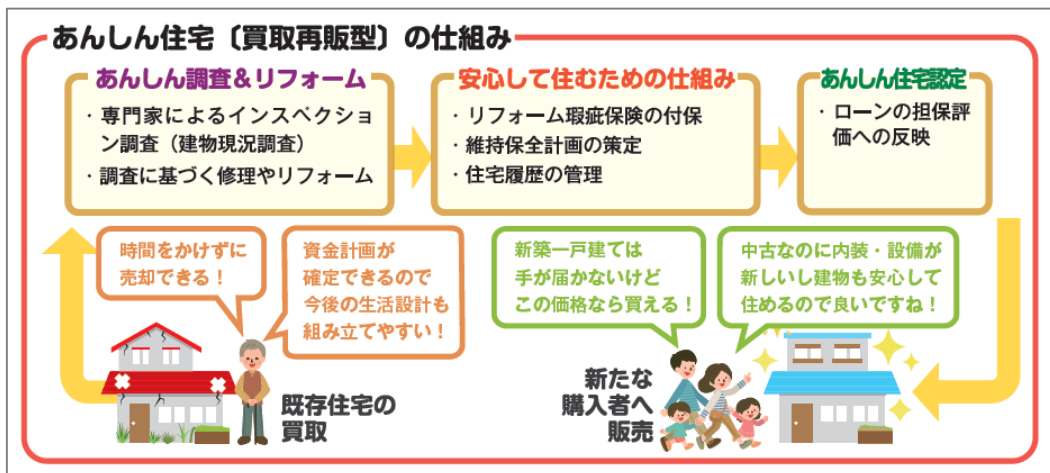 あんしん住宅〔買取再販型〕の仕組み
あんしん調査&リフォーム
・専門家によるインスペクショ
ン調査(建物現況調査)
・調査に基づく修理やリフォーム
安心して住むための仕組み
・リフォーム瑕疵保険の付保
・維持保全計画の策定
・住宅履歴の管理
あんしん住宅認定
・ローンの担保評
価への反映
時間をかけずに
売却できる!
資金計画が
確定できるので
今後の生活設計も
組み立てやすい!
新築一戸建ては
手が届かないけど
この価格なら買える!
中古なのに内装・設備が
新しいし建物も安心して
住めるので良いですね!
既存住宅の
買取
新たな
購入者へ
販売